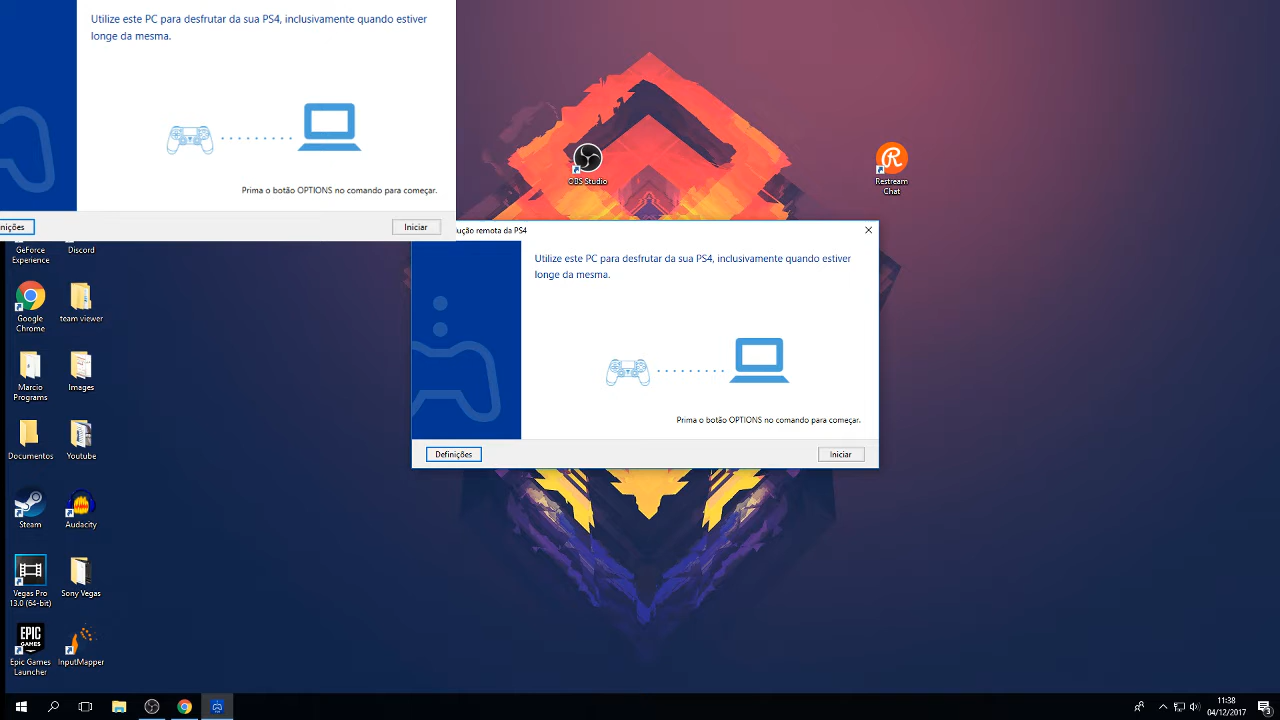 Utilize este PC para desfrutar da sua PS4, inclusivamente quando estiver
longe da mesma.
Prima o botão OPTIONS no comando para começar.
nições
Iniciar
OBS Studio
Restream
Chat
ução remota da PS4
Utilize este PC para desfrutar da sua PS4, inclusivamente quando estiver
longe da mesma.
Prima o botão OPTIONS no comando para começar.
Definições
Iniciar
GeForce
Experience
Discord
Google
Chrome
team viewer
Marcio
Programs
Images
Documentos
Youtube
Steam
Audacity
Vegas Pro
13.0 (64-bit)
Sony Vegas
EPIC
GAMES
Epic Games
Launcher
InputMapper
11:38
04/12/2017
3